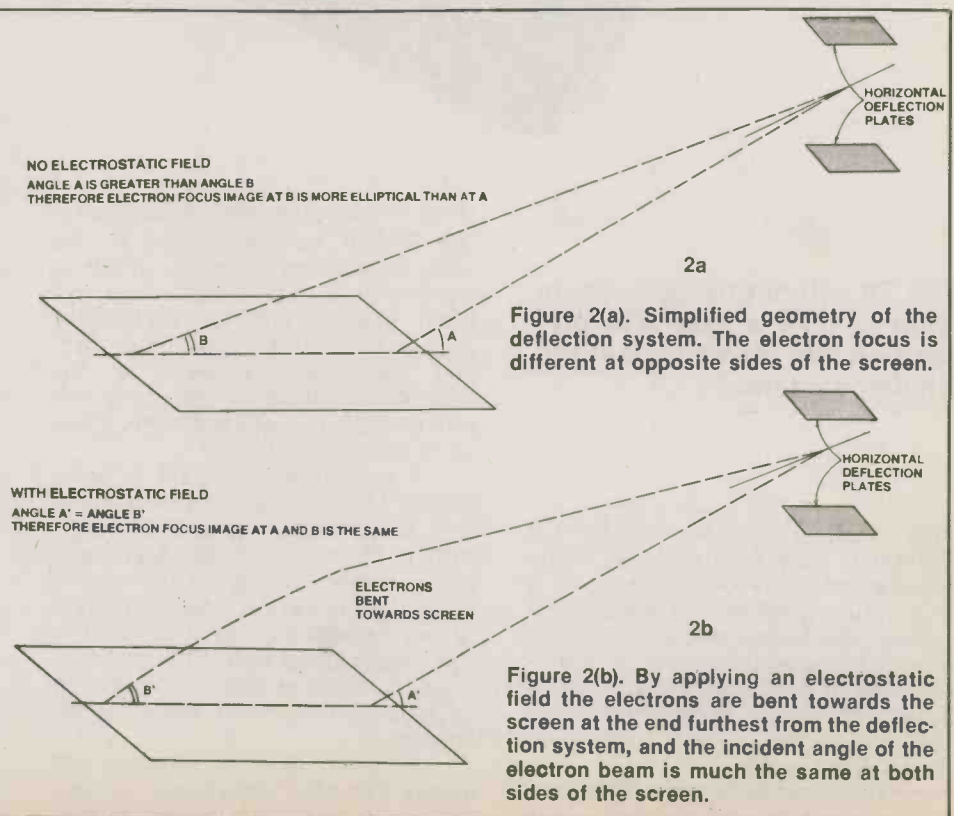 HORIZONTAL
DEFLECTION
PLATES
NO ELECTROSTATIC FIELD
ANGLE A IS GREATER THAN ANGLE B
THEREFORE ELECTRON FOCUS IMAGE AT B IS MORE ELLIPTICAL THAN AT A
2a
B
A
Figure 2(a). Simplified geometry of the
deflection system. The electron focus is
different at opposite sides of the screen.
HORIZONTAL
DEFLECTION
PLATES
WITH ELECTROSTATIC FIELD
ANGLE A' = ANGLE B'
THEREFORE ELECTRON FOCUS IMAGE AT A AND B IS THE SAME
ELECTRONS
BENT
TOWARDS SCREEN
2b
B'
A'
Figure 2(b). By applying an electrostatic
field the electrons are bent towards the
screen at the end furthest from the deflec-
tion system, and the incident angle of the
electron beam is much the same at both
sides of the screen.